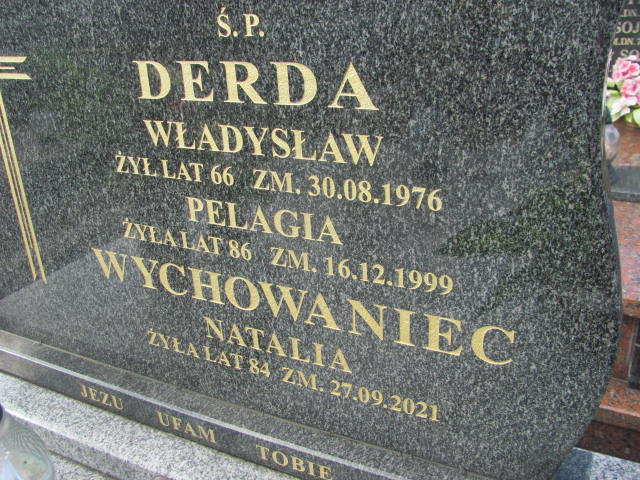 Ś.P.
DERDA
WŁADYSŁAW
ŻYŁ LAT 66 ZM. 30.08.1976
PELAGIA
ŻYŁA LAT 86 ZM. 16.12.1999
WYCHOWANIEC
NATALIA
ŻYŁA LAT 84 ZM. 27.09.2021
JEZU UFAM TOBIE